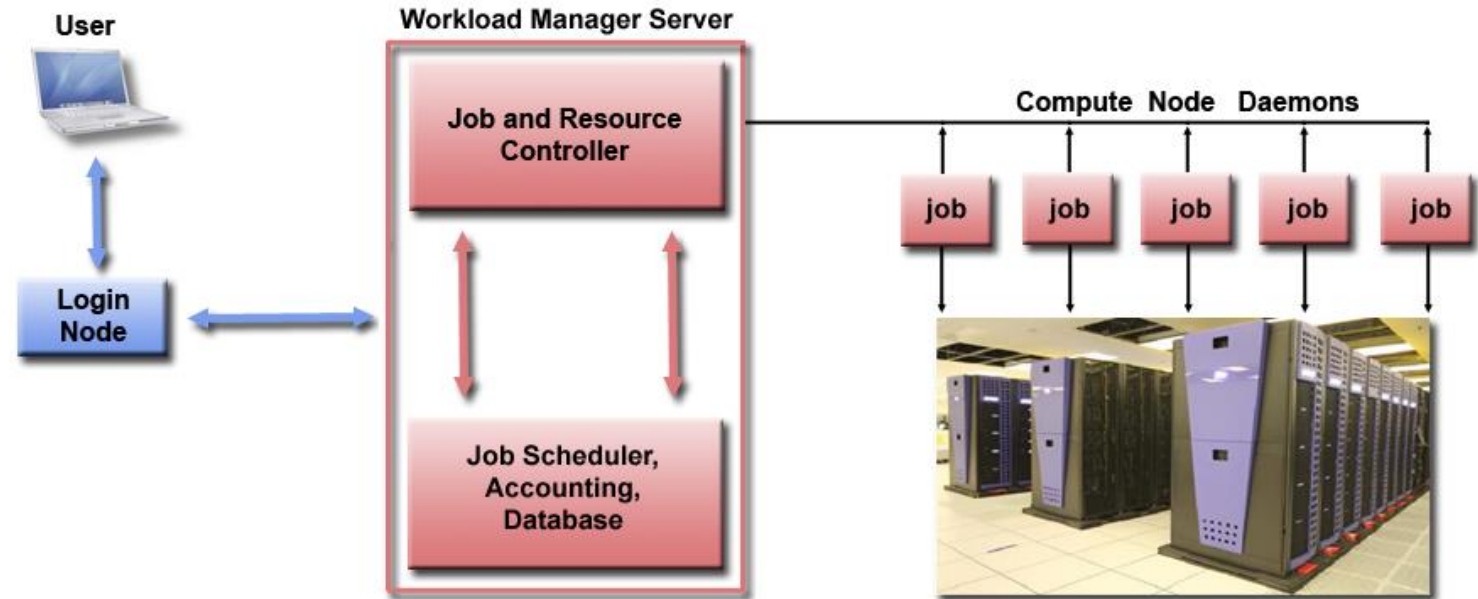 User
Workload Manager Server
Job and Resource
Controller
Compute Node Daemons
job
job
job
job
job
Login
Node
Job Scheduler,
Accounting,
Database